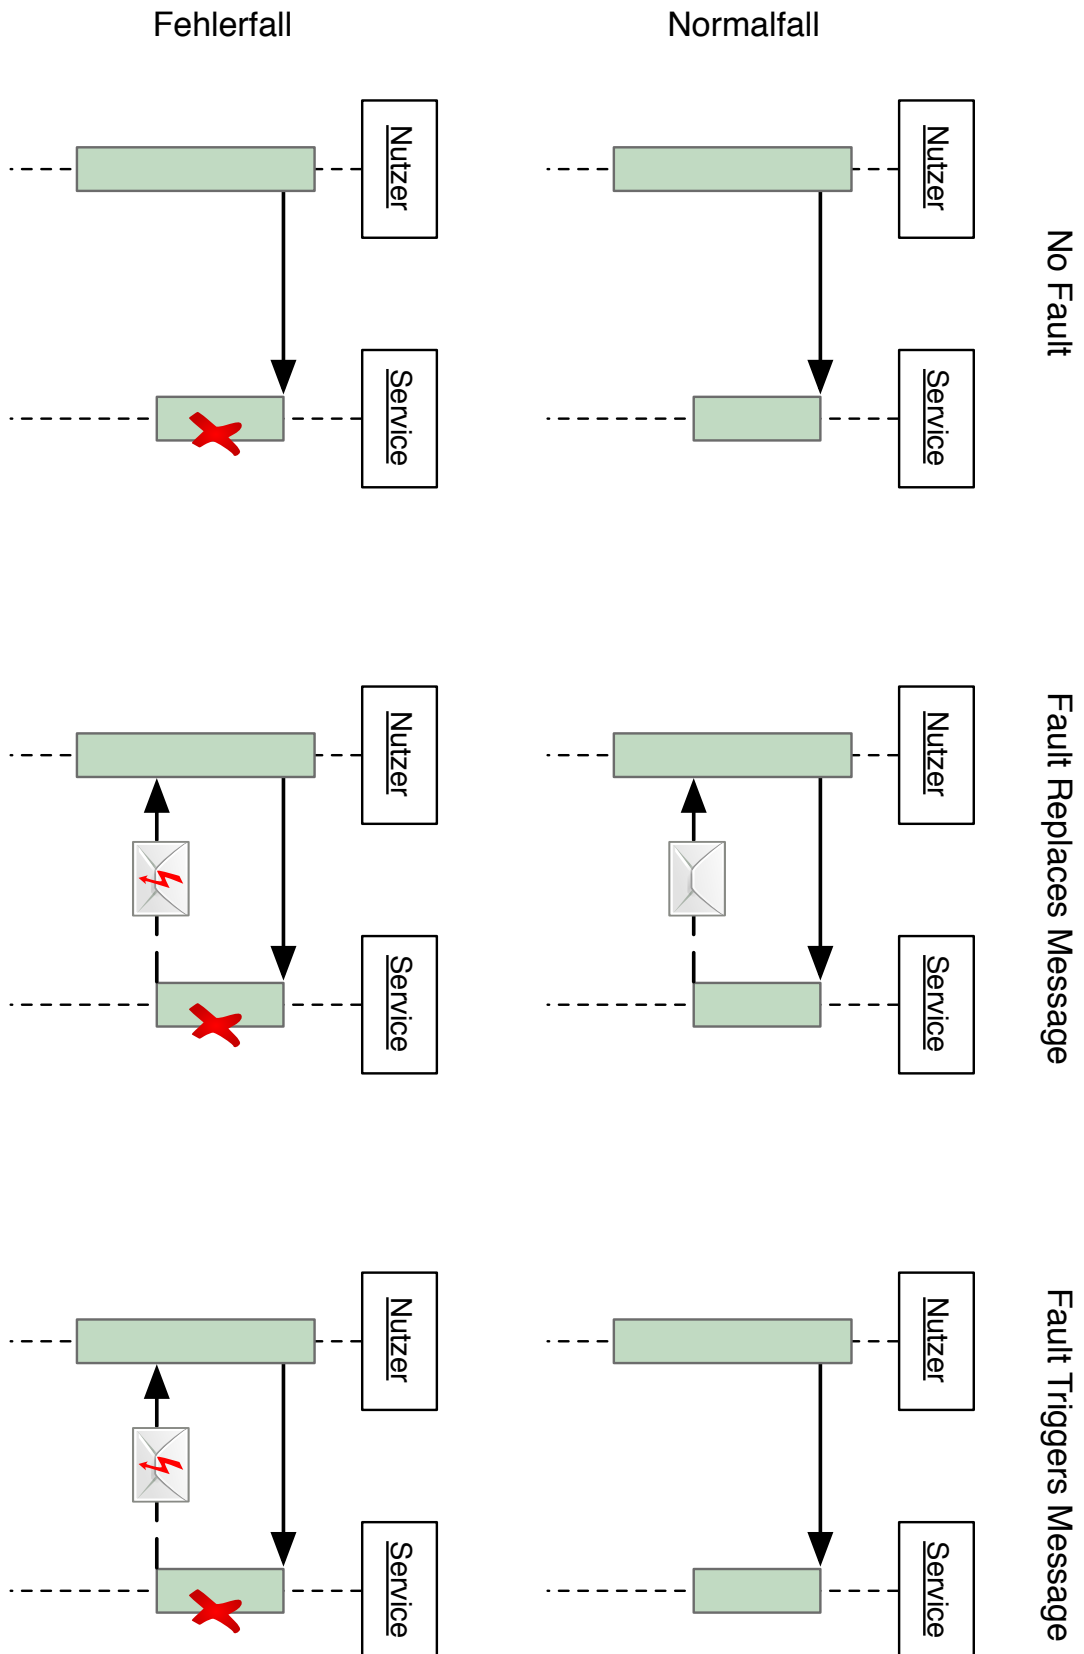 Fehlerfall
Normalfall
No Fault
Nutzer
Service
Nutzer
Service
Fault Replaces Message
Nutzer
Service
Nutzer
Service
Fault Triggers Message
Nutzer
Service
Nutzer
Service